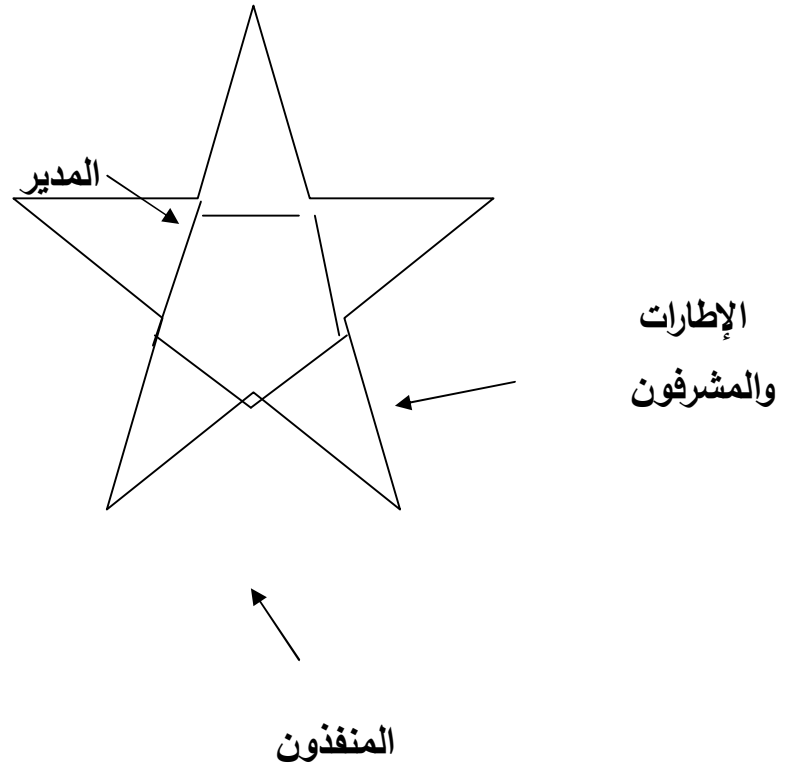 المدير
الإطارات
والمشرفون
المنفذون